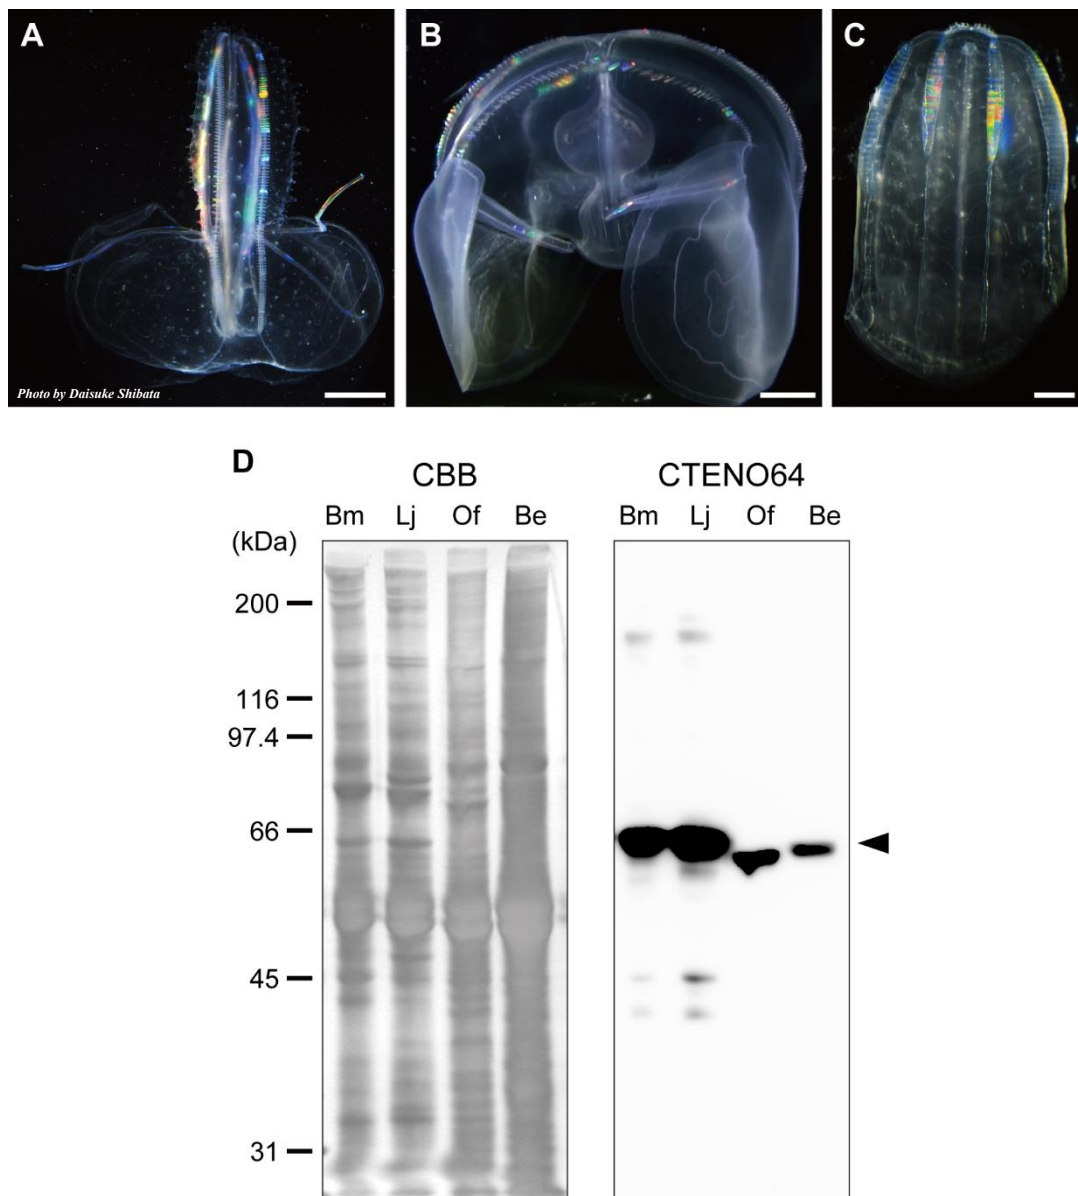 A
B
C
Photo by Daisuke Shibata
D
CBB
CTENO64
Bm Lj Of Be
Bm Lj Of Be
(kDa)
200
116
97.4
66
45
31